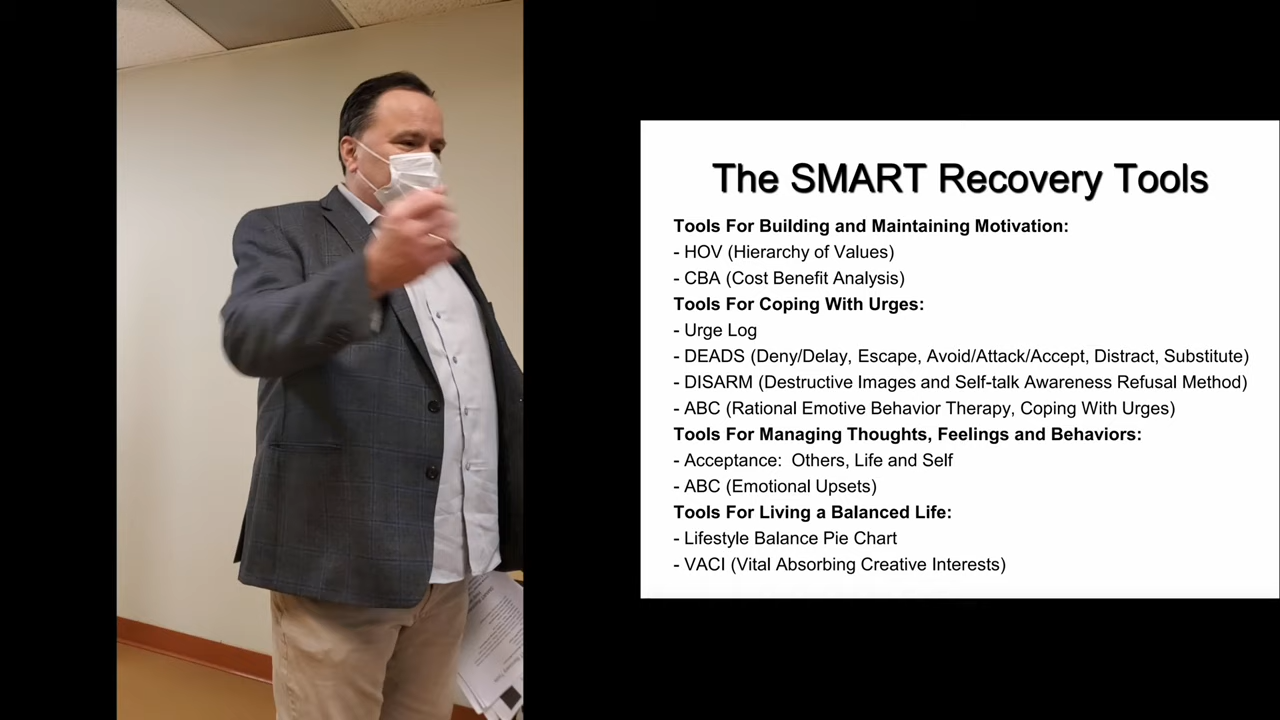 The SMART Recovery Tools
Tools For Building and Maintaining Motivation:
- HOV (Hierarchy of Values)
- CBA (Cost Benefit Analysis)
Tools For Coping With Urges:
- Urge Log
- DEADS (Deny/Delay, Escape, Avoid/Attack/Accept, Distract, Substitute)
- DISARM (Destructive Images and Self-talk Awareness Refusal Method)
- ABC (Rational Emotive Behavior Therapy, Coping With Urges)
Tools For Managing Thoughts, Feelings and Behaviors:
- Acceptance:  Others, Life and Self
- ABC (Emotional Upsets)
Tools For Living a Balanced Life:
- Lifestyle Balance Pie Chart
- VACI (Vital Absorbing Creative Interests)